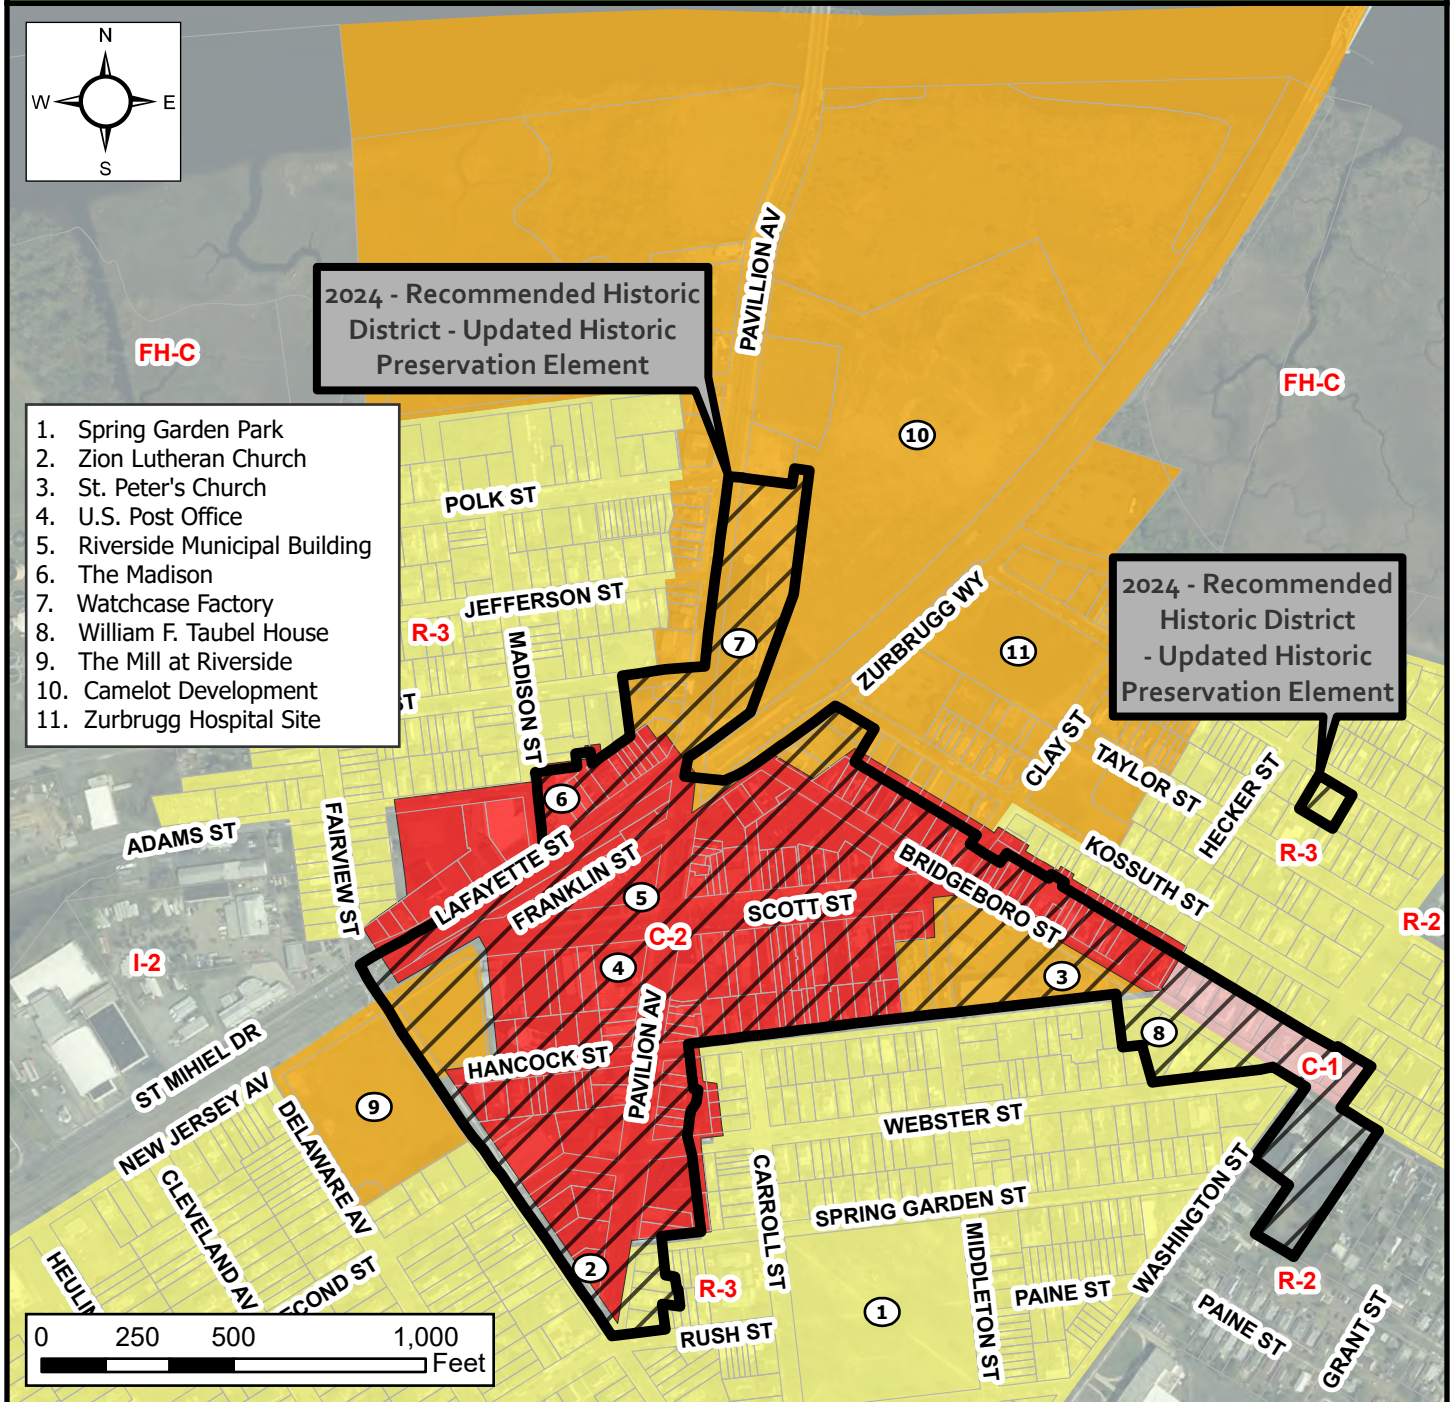 N
W E
S
PAVILLION AV
2024 - Recommended Historic
District - Updated Historic
Preservation Element
FH-C
FH-C
1. Spring Garden Park
2. Zion Lutheran Church
3. St. Peter's Church
4. U.S. Post Office
5. Riverside Municipal Building
6. The Madison
7. Watchcase Factory
8. William F. Taubel House
9. The Mill at Riverside
10. Camelot Development
11. Zurbrugg Hospital Site
10
POLK ST
JEFFERSON ST
R-3
MADISON ST
ST
7
ZURBRUGG WY
11
2024 - Recommended
Historic District
- Updated Historic
Preservation Element
CLAY ST
TAYLOR ST
HECKER ST
R-3
KOSSUTH ST
R-2
6
ADAMS ST
FAIRVIEW ST
LAFAYETTE ST
FRANKLIN ST
5
SCOTT ST
BRIDGEBORO ST
C-2
I-2
4
3
PAVILION AV
8
HANCOCK ST
C-1
ST MIHIEL DR
NEW JERSEY AV
9
DELAWARE AV
WEBSTER ST
CLEVELAND AV
CARROLL ST
SPRING GARDEN ST
WASHINGTON ST
MIDDLETON ST
2
R-3
R-2
PAINE ST
PAINE ST
GRANT ST
1
RUSH ST
0 250 500 1,000
Feet